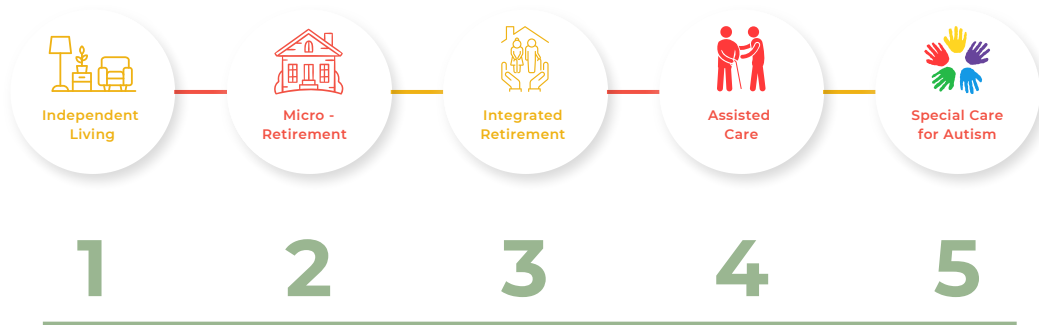 Independent
Living
Micro -
Retirement
Integrated
Retirement
Assisted
Care
Special Care
for Autism
1 2 3 4 5